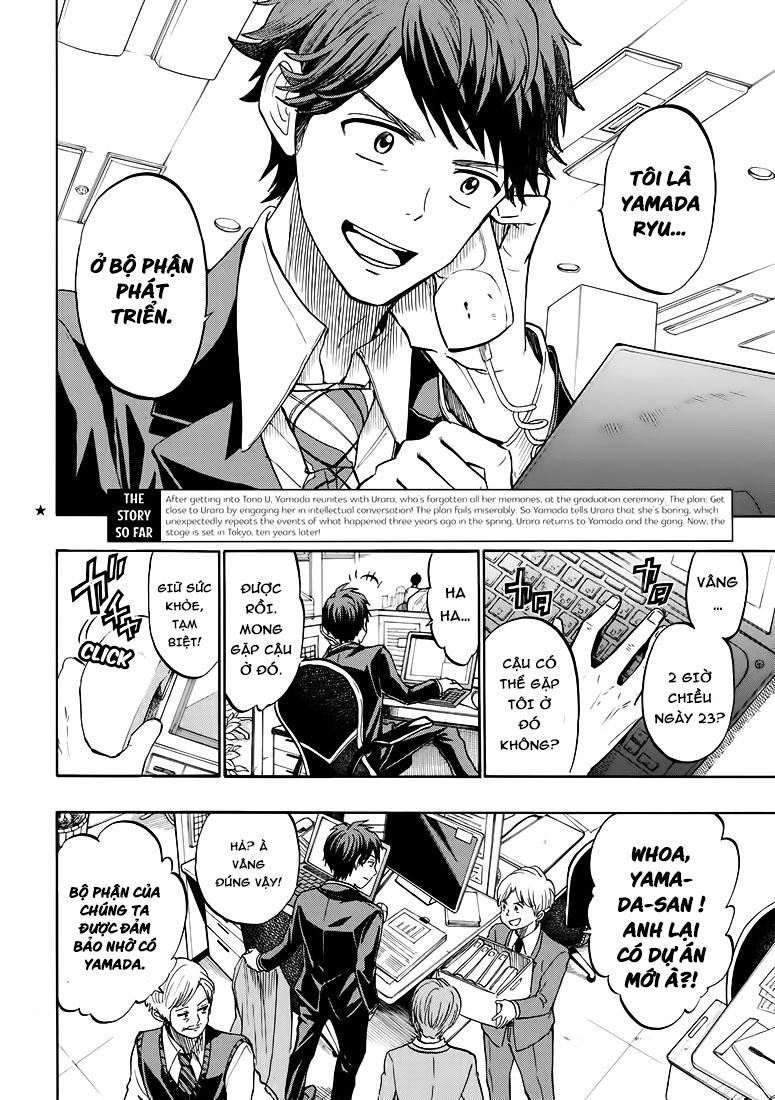 TÔI LÀ
YAMADA
RYU...
Ở BỘ PHẬN
PHÁT
TRIỂN.
THE
STORY
SO FAR
After getting into Tono U. Yamada reunites with Urara, who's forgotten all her memories, at the graduation ceremony. The plan: Get
close to Urara by engaging her in intellectual conversation! The plan fails miserably. So Yamada tells Urara that she's boring, which
unexpectedly repeats the events of what happened three years ago in the spring. Urara returns to Yamada and the gang. Now, the
stage is set in Tokyo, ten years later!
VÂNG
...
2 GIỜ
CHIỀU
NGÀY 23?
カタ
カタ
CẬU CÓ
THỂ GẶP
TÔI Ở
ĐÓ
KHÔNG?
HA
HA...
ĐƯỢC
RỒI.
MONG
GẶP CẬU
Ở ĐÓ.
GIỮ SỨC
KHỎE,
TẠM
BIỆT!
CLICK
WHOA,
YAMA-
DA-SAN !
ANH LẠI
CÓ DỰ ÁN
MỚI À?!
HẢ? À
VÂNG
ĐÚNG VẬY!
BỘ PHẬN CỦA
CHÚNG TA
ĐƯỢC ĐẢM
BẢO NHỜ CÓ
YAMADA.